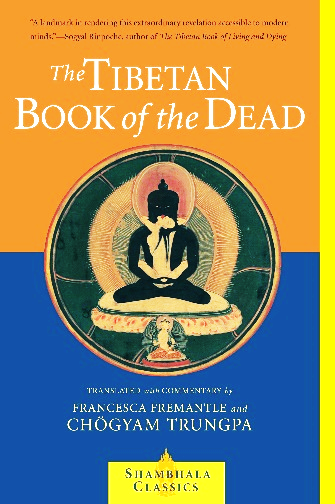 "A landmark in rendering this extraordinary revelation accessible to modern
minds."—Sogyal Rinpoche, author of The Tibetan Book of Living and Dying
The TIBETAN
BOOK of the DEAD
TRANSLATED with COMMENTARY by
FRANCESCA FREMANTLE and
CHÖGYAM TRUNGPA
SHAMBHALA
CLASSICS